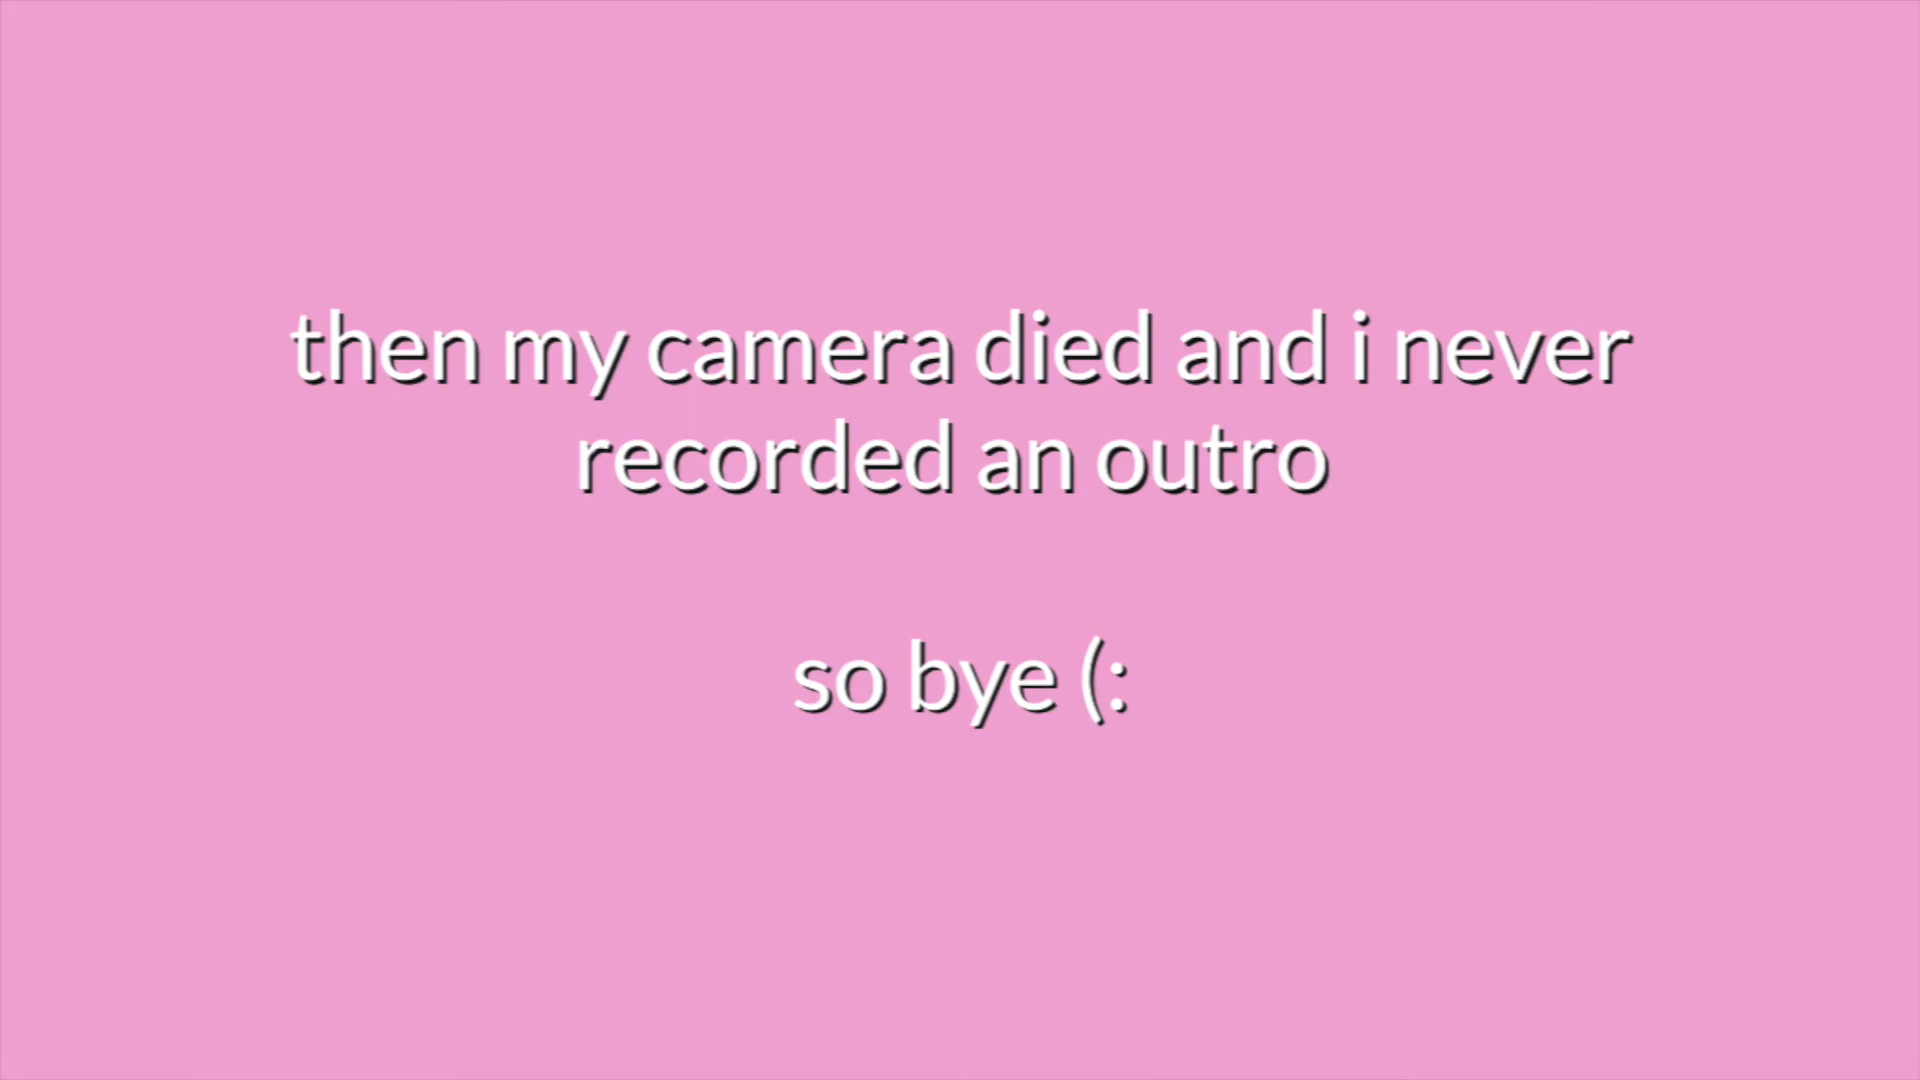 then my camera died and i never
recorded an outro
so bye (: